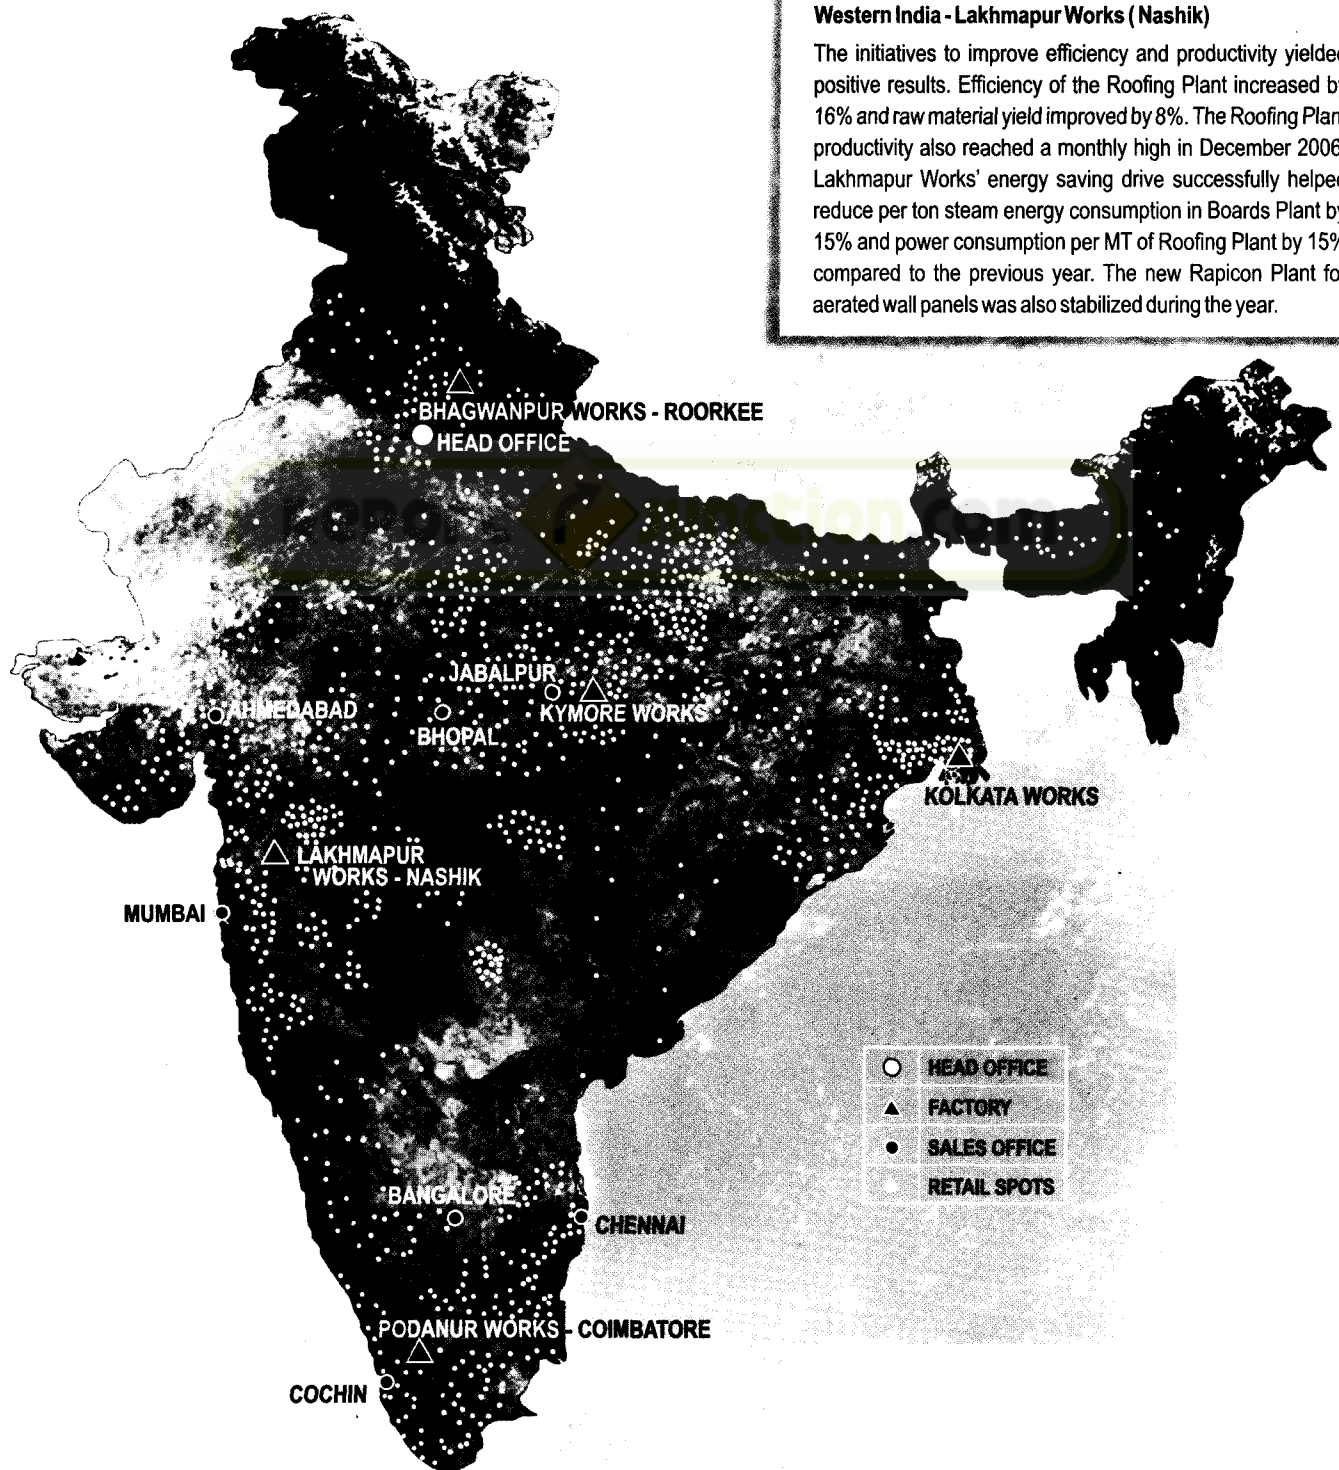 Western India - Lakhmapur Works ( Nashik)
The initiatives to improve efficiency and productivity yielded
positive results. Efficiency of the Roofing Plant increased by
16% and raw material yield improved by 8%. The Roofing Plant
productivity also reached a monthly high in December 2006.
Lakhmapur Works' energy saving drive successfully helped
reduce per ton steam energy consumption in Boards Plant by
15% and power consumption per MT of Roofing Plant by 15%
compared to the previous year. The new Rapicon Plant for
aerated wall panels was also stabilized during the year.
BHAGWANPUR WORKS - ROORKEE
HEAD OFFICE
Report Junction.com
JABALPUR
AHMEDABAD
KYMORE WORKS
BHOPAL
KOLKATA WORKS
LAKHMAPUR
WORKS - NASHIK
MUMBAI
HEAD OFFICE
FACTORY
SALES OFFICE
RETAIL SPOTS
BANGALORE
CHENNAI
PODANUR WORKS - COIMBATORE
COCHIN